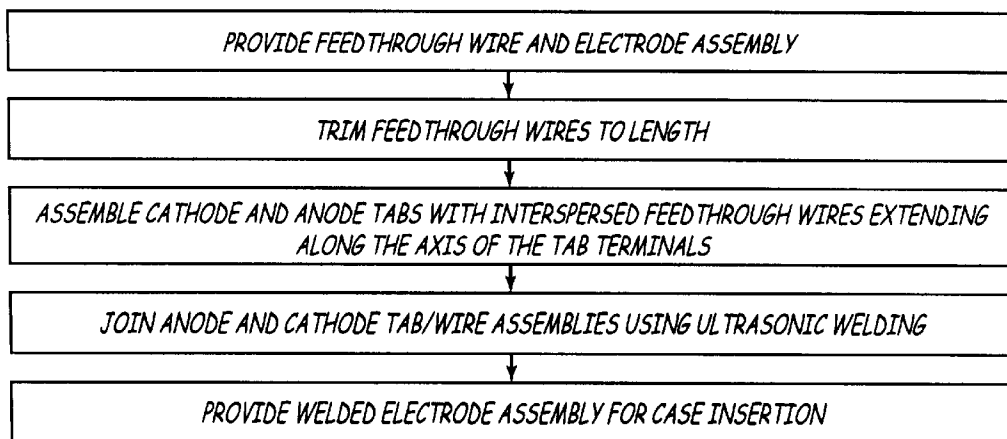 PROVIDE FEEDTHROUGH WIRE AND ELECTRODE ASSEMBLY
TRIM FEEDTHROUGH WIRES TO LENGTH
ASSEMBLE CATHODE AND ANODE TABS WITH INTERSPERSED FEEDTHROUGH WIRES EXTENDING
ALONG THE AXIS OF THE TAB TERMINALS
JOIN ANODE AND CATHODE TAB/WIRE ASSEMBLIES USING ULTRASONIC WELDING
PROVIDE WELDED ELECTRODE ASSEMBLY FOR CASE INSERTION